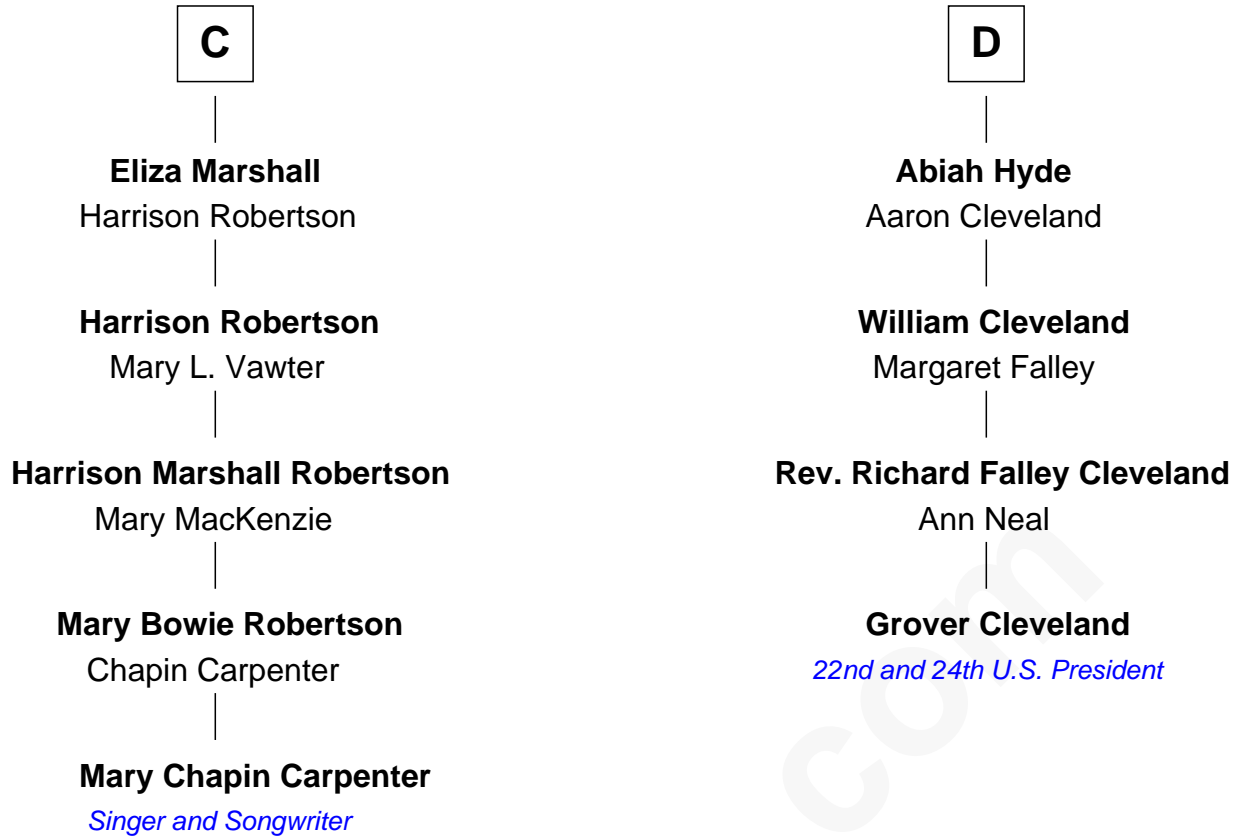 C
Eliza Marshall
Harrison Robertson
Harrison Robertson
Mary L. Vawter
Harrison Marshall Robertson
Mary MacKenzie
Mary Bowie Robertson
Chapin Carpenter
Mary Chapin Carpenter
Singer and Songwriter
D
Abiah Hyde
Aaron Cleveland
William Cleveland
Margaret Falley
Rev. Richard Falley Cleveland
Ann Neal
Grover Cleveland
22nd and 24th U.S. President
com